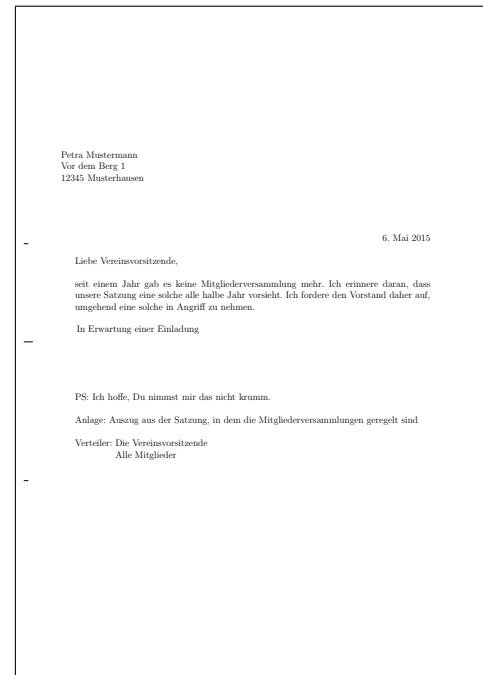 Petra Mustermann
Vor dem Berg 1
12345 Musterhausen
6. Mai 2015
Liebe Vereinsvorsitzende,
seit einem Jahr gab es keine Mitgliederversammlung mehr. Ich erinnere daran, dass
unsere Satzung eine solche alle halbe Jahr vorsieht. Ich fordere den Vorstand daher auf,
umgehend eine solche in Angriff zu nehmen.
In Erwartung einer Einladung
PS: Ich hoffe, Du nimmst mir das nicht krumm.
Anlage: Auszug aus der Satzung, in dem die Mitgliederversammlungen geregelt sind
Verteiler: Die Vereinsvorsitzende
Alle Mitglieder